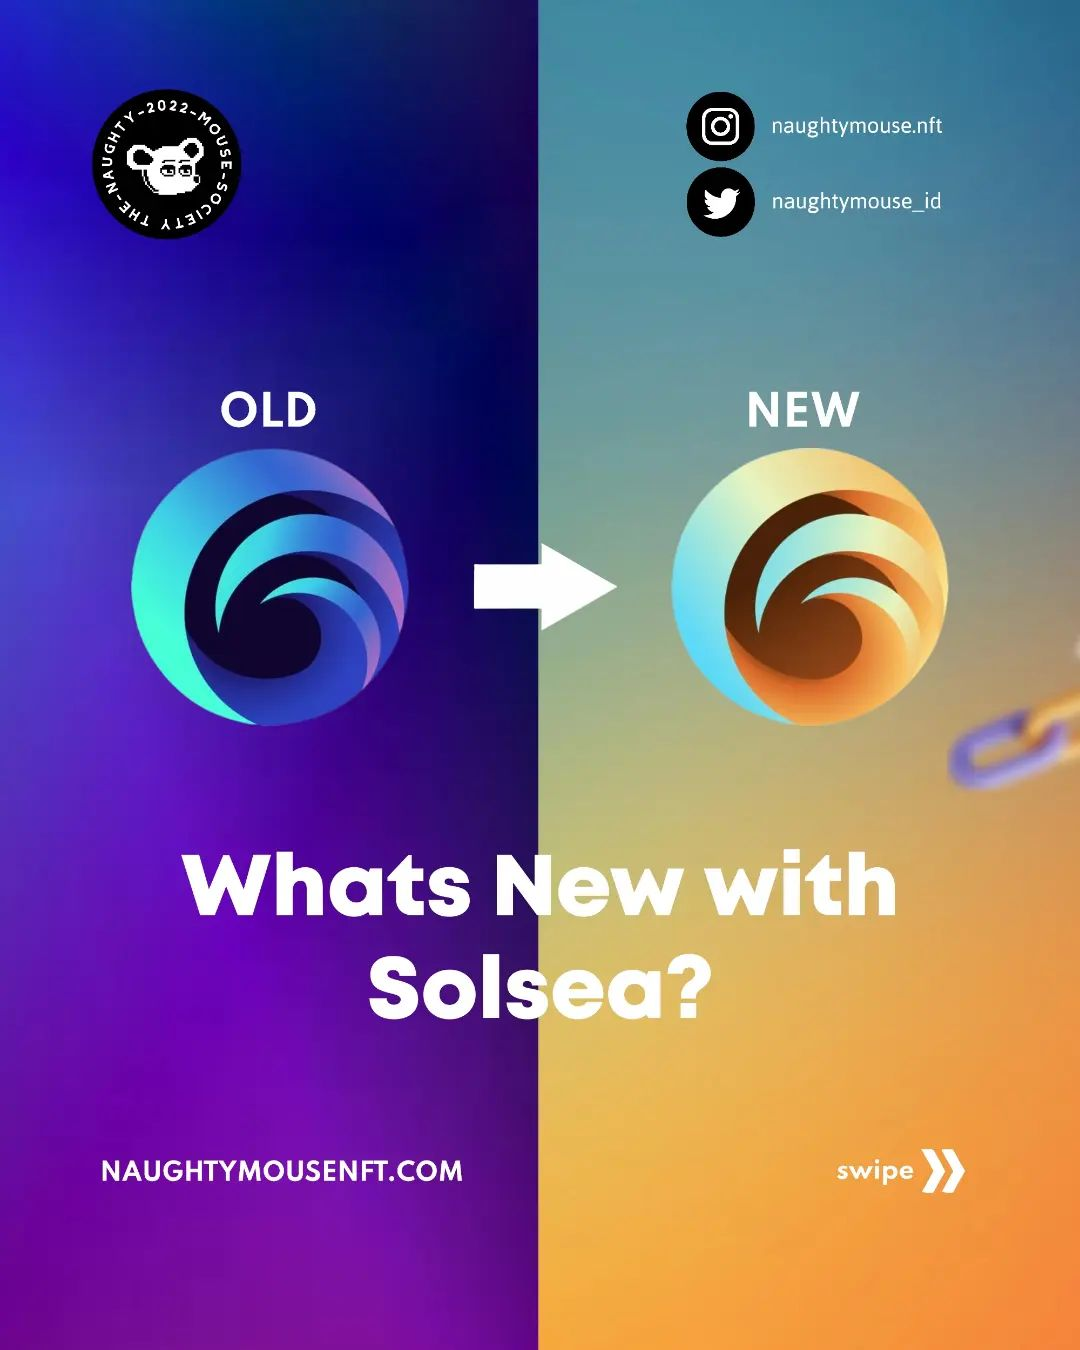 THE-NAUGHTY-2022-MOUSE-SOCIETY
naughtymouse.nft
naughtymouse_id
OLD
NEW
Whats New with
Solsea?
NAUGHTYMOUSENFT.COM
swipe